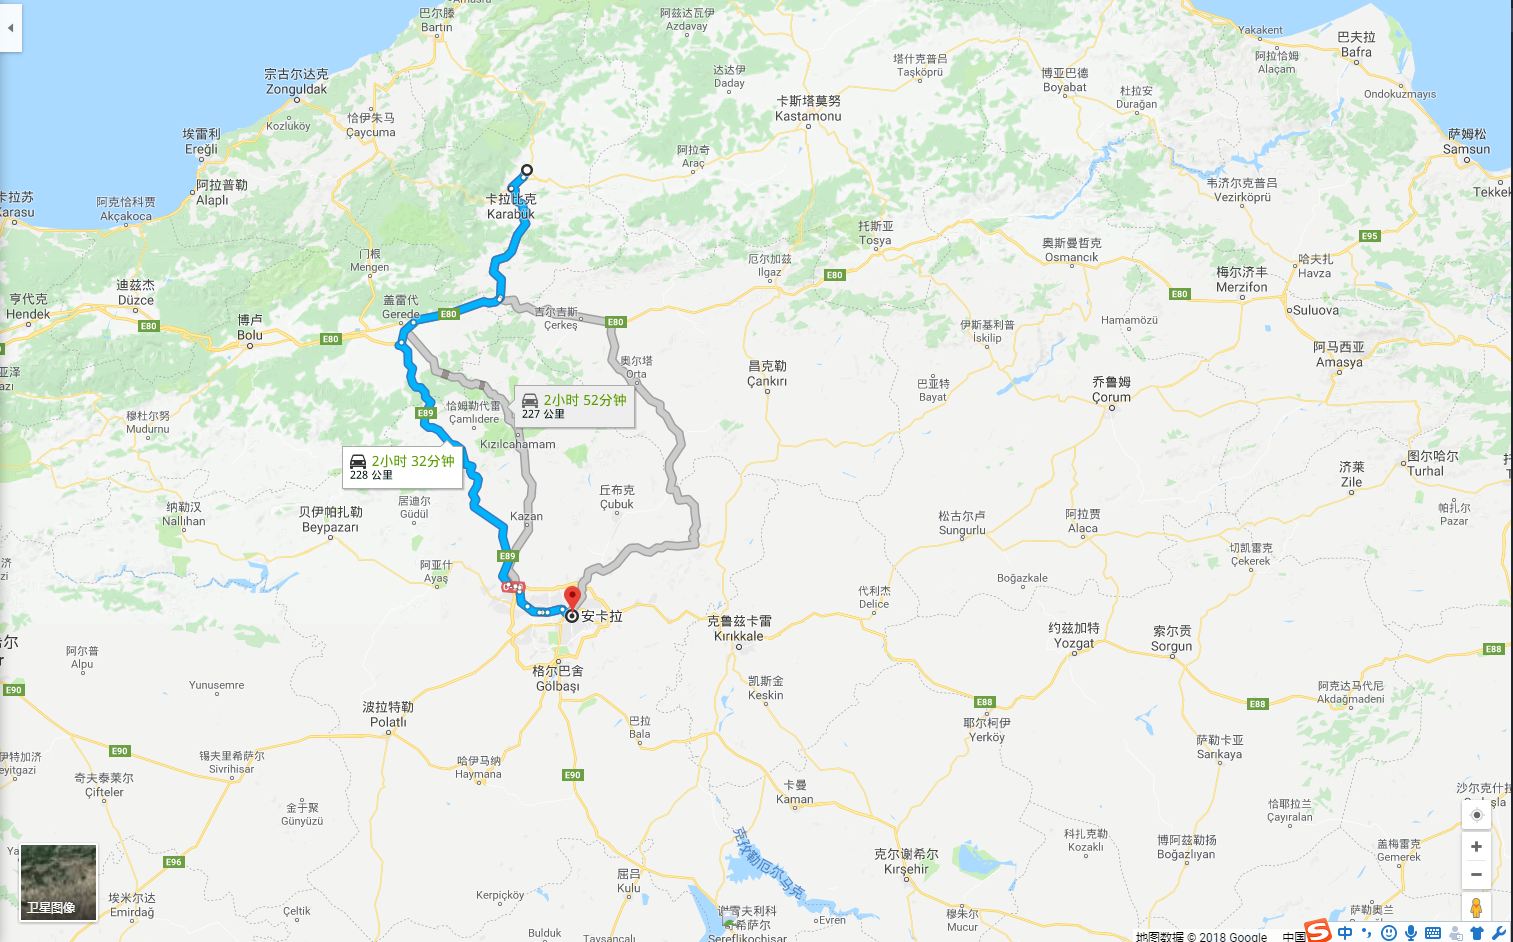 巴尔滕
Bartın
阿兹达瓦伊
Azdavay
Yakakent
阿拉恰姆
Alaçam
巴夫拉
Bafra
宗古尔达克
Zonguldak
达达伊
Daday
塔什克普吕
Taşköprü
博亚巴德
Boyabat
杜拉安
Durağan
Ondokuzmayıs
卡斯塔莫努
Kastamonu
恰伊朱马
Çaycuma
Kozluköy
埃雷利
Ereğli
萨姆松
Samsun
阿拉奇
Araç
阿拉普勒
Alaplı
卡拉比克
Karabük
韦济尔克普吕
Vezirköprü
Tekkek
卡拉苏
Karasu
阿克恰科贾
Akçakoca
托斯亚
Tosya
E95
奥斯曼哲克
Osmancık
门根
Mengen
厄尔加兹
Ilgaz
E80
哈夫扎
Havza
梅尔济丰
Merzifon
E80
迪兹杰
Düzce
亨代克
Hendek
E80
博卢
Bolu
E80
盖雷代
Gerede
E80
吉尔吉斯
Çerkeş
E80
Suluova
Hamamözü
伊斯基利普
İskilip
阿马西亚
Amasya
奥尔塔
Orta
昌克勒
Çankırı
巴亚特
Bayat
乔鲁姆
Çorum
2小时 52分钟
227 公里
恰姆勒代雷
Çamlıdere
E89
穆杜尔努
Mudurnu
Kızılcahamam
2小时 32分钟
228 公里
济莱
Zile
图尔哈尔
Turhal
居迪尔
Güdül
丘布克
Çubuk
纳勒汉
Nallıhan
贝伊帕扎勒
Beypazarı
Kazan
松古尔卢
Sungurlu
阿拉贾
Alaca
帕扎尔
Pazar
E89
切凯雷克
Çekerek
阿亚什
Ayaş
Boğazkale
代利杰
Delice
安卡拉
克鲁兹卡雷
Kırıkkale
约兹加特
Yozgat
索尔贡
Sorgun
E88
阿尔普
Alpu
格尔巴舍
Gölbaşı
E90
Yunusemre
凯斯金
Keskin
E88
E88
阿克达马代尼
Akdağmadeni
波拉特勒
Polatlı
巴拉
Bala
耶尔柯伊
Yerköy
萨勒卡亚
Sarıkaya
E90
锡夫里希萨尔
Sivrihisar
哈伊马纳
Haymana
E90
奇夫泰莱尔
Çifteler
卡曼
Kaman
金于聚
Günyüzü
恰耶拉兰
Çayıralan
科扎克勒
Kozaklı
博阿兹勒扬
Boğazlıyan
盖梅雷克
Gemerek
E96
克尔谢希尔
Kırşehir
屈吕
Kulu
埃米尔达
Emirdağ
Çeltik
Kerpiçköy
Evren
穆朱尔
Mucur
萨勒奥兰
Bulduk
Tavşançalı
Şereflikoçhisar
卫星图像
地图数据 © 2018 Google
中国
中